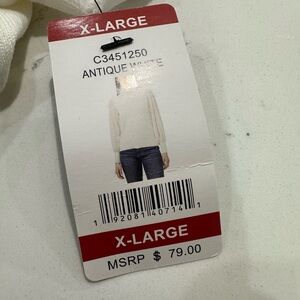 X-LARGE
C3451250
ANTIQUE WHITE
1 92081 40714 1
X-LARGE
MSRP $ 79.00